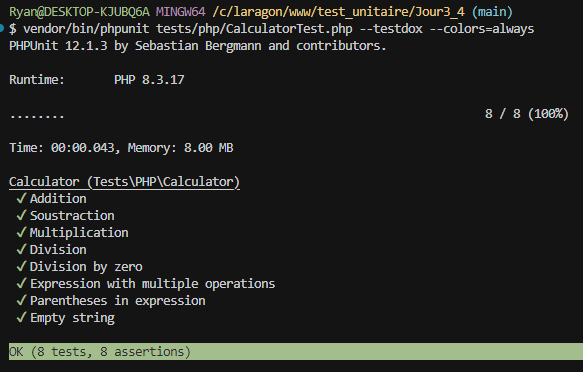 Ryan@DESKTOP-KJUBQ6A MINGW64 /c/laragon/www/test_unitaire/Jour3_4 (main)
$ vendor/bin/phpunit tests/php/CalculatorTest.php --testdox --colors=always
PHPUnit 12.1.3 by Sebastian Bergmann and contributors.
Runtime: PHP 8.3.17
........ 8 / 8 (100%)
Time: 00:00.043, Memory: 8.00 MB
Calculator (Tests\PHP\Calculator)
✓ Addition
✓ Soustraction
✓ Multiplication
✓ Division
✓ Division by zero
✓ Expression with multiple operations
✓ Parentheses in expression
✓ Empty string
OK (8 tests, 8 assertions)